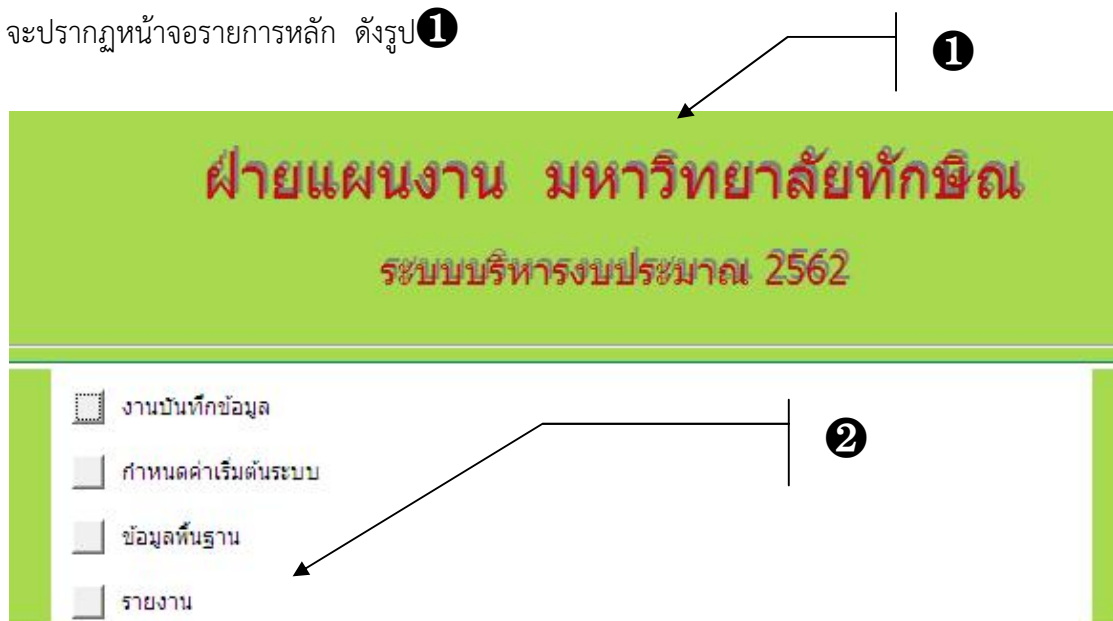 จะปรากฏหน้าจอรายการหลัก ดังรูป❶
❶
ฝ่ายแผนงาน มหาวิทยาลัยทักษิณ
ระบบบริหารงบประมาณ 2562
งานบันทึกข้อมูล
❷
กำหนดค่าเริ่มต้นระบบ
ข้อมูลพื้นฐาน
รายงาน